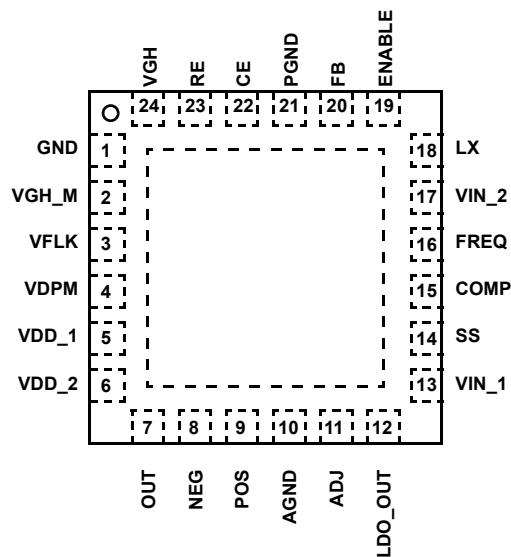 VGH RE CE PGND FB ENABLE
24 23 22 21 20 19
GND 1 18 LX
VGH_M 2 17 VIN_2
VFLK 3 16 FREQ
VDPM 4 15 COMP
VDD_1 5 14 SS
VDD_2 6 13 VIN_1
7 8 9 10 11 12
OUT NEG POS AGND ADJ LDO_OUT